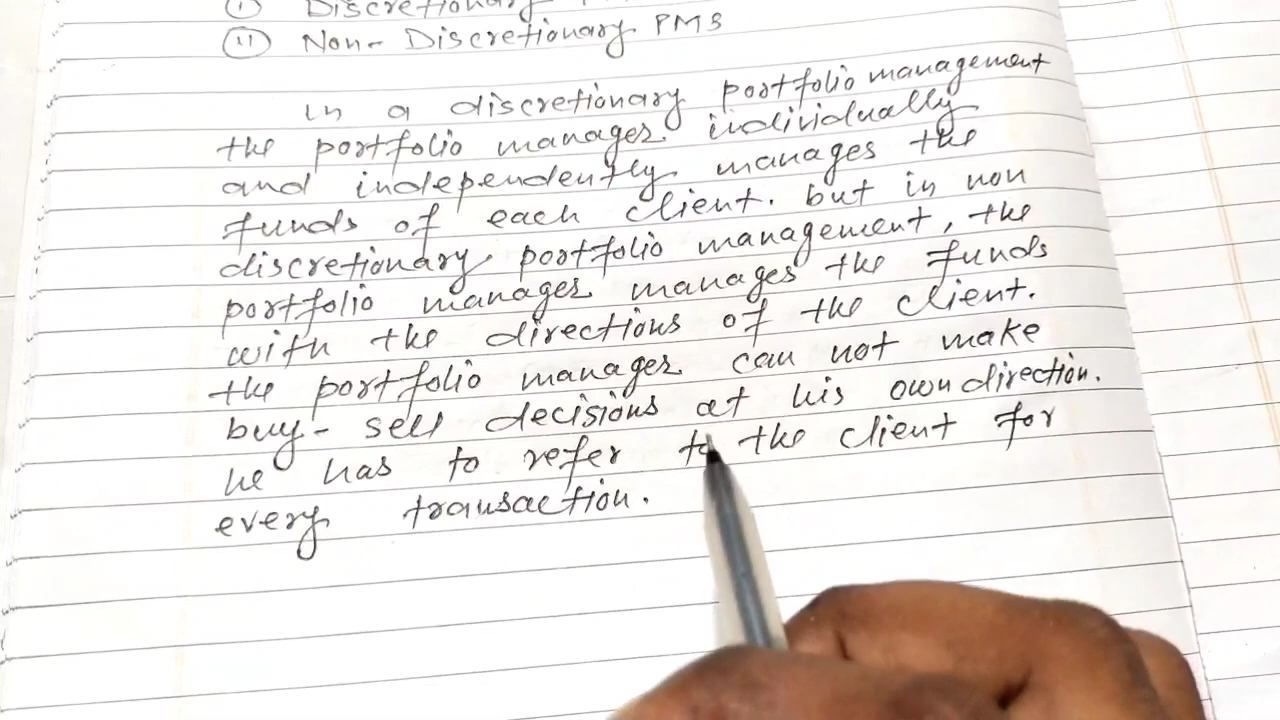 (i) Discretionary
(ii) Non-Discretionary PMS
In a discretionary portfolio management
the portfolio manager individually
and independently manages the
funds of each client. but in non
discretionary portfolio management, the
portfolio manager manages the funds
with the directions of the client.
the portfolio manager can not make
buy-sell decisions at his own direction.
he has to refer to the client for
every transaction.